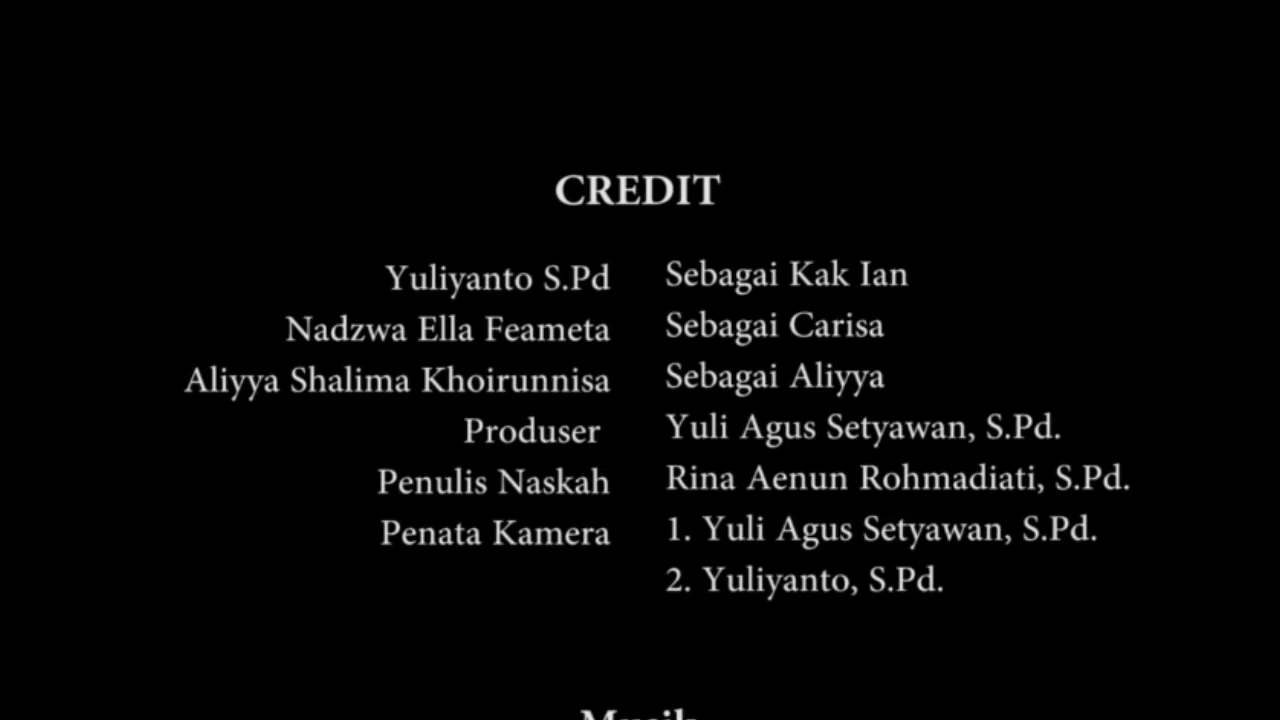 CREDIT
Yuliyanto S.Pd Sebagai Kak Ian
Nadzwa Ella Feameta Sebagai Carisa
Aliyya Shalima Khoirunnisa Sebagai Aliyya
Produser Yuli Agus Setyawan, S.Pd.
Penulis Naskah Rina Aenun Rohmadiati, S.Pd.
Penata Kamera 1. Yuli Agus Setyawan, S.Pd.
2. Yuliyanto, S.Pd.
Musik